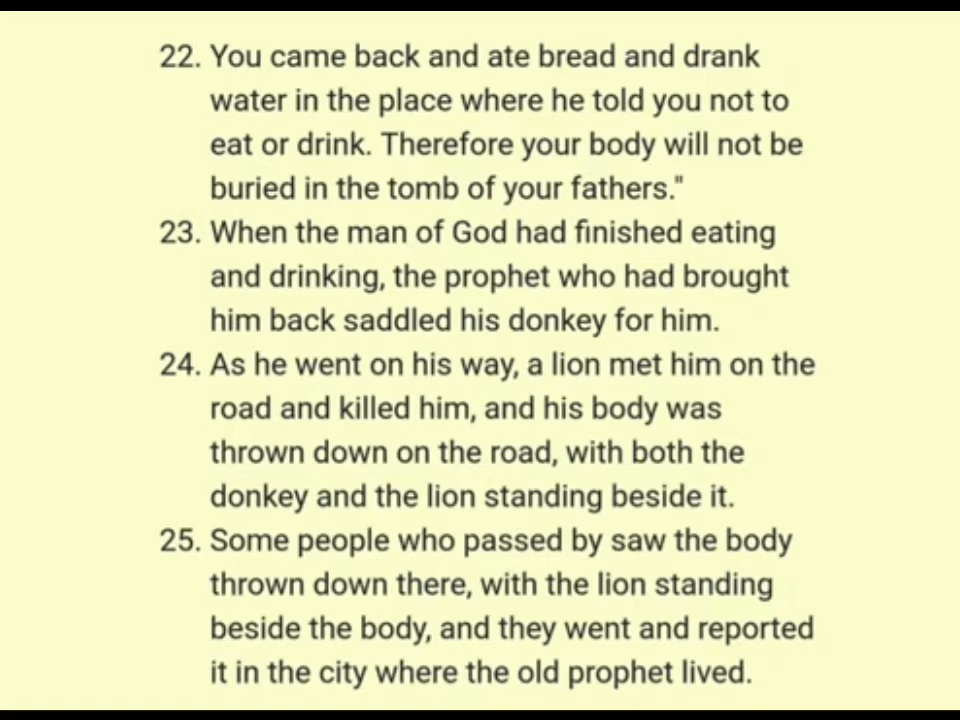 22. You came back and ate bread and drank
water in the place where he told you not to
eat or drink. Therefore your body will not be
buried in the tomb of your fathers."
23. When the man of God had finished eating
and drinking, the prophet who had brought
him back saddled his donkey for him.
24. As he went on his way, a lion met him on the
road and killed him, and his body was
thrown down on the road, with both the
donkey and the lion standing beside it.
25. Some people who passed by saw the body
thrown down there, with the lion standing
beside the body, and they went and reported
it in the city where the old prophet lived.